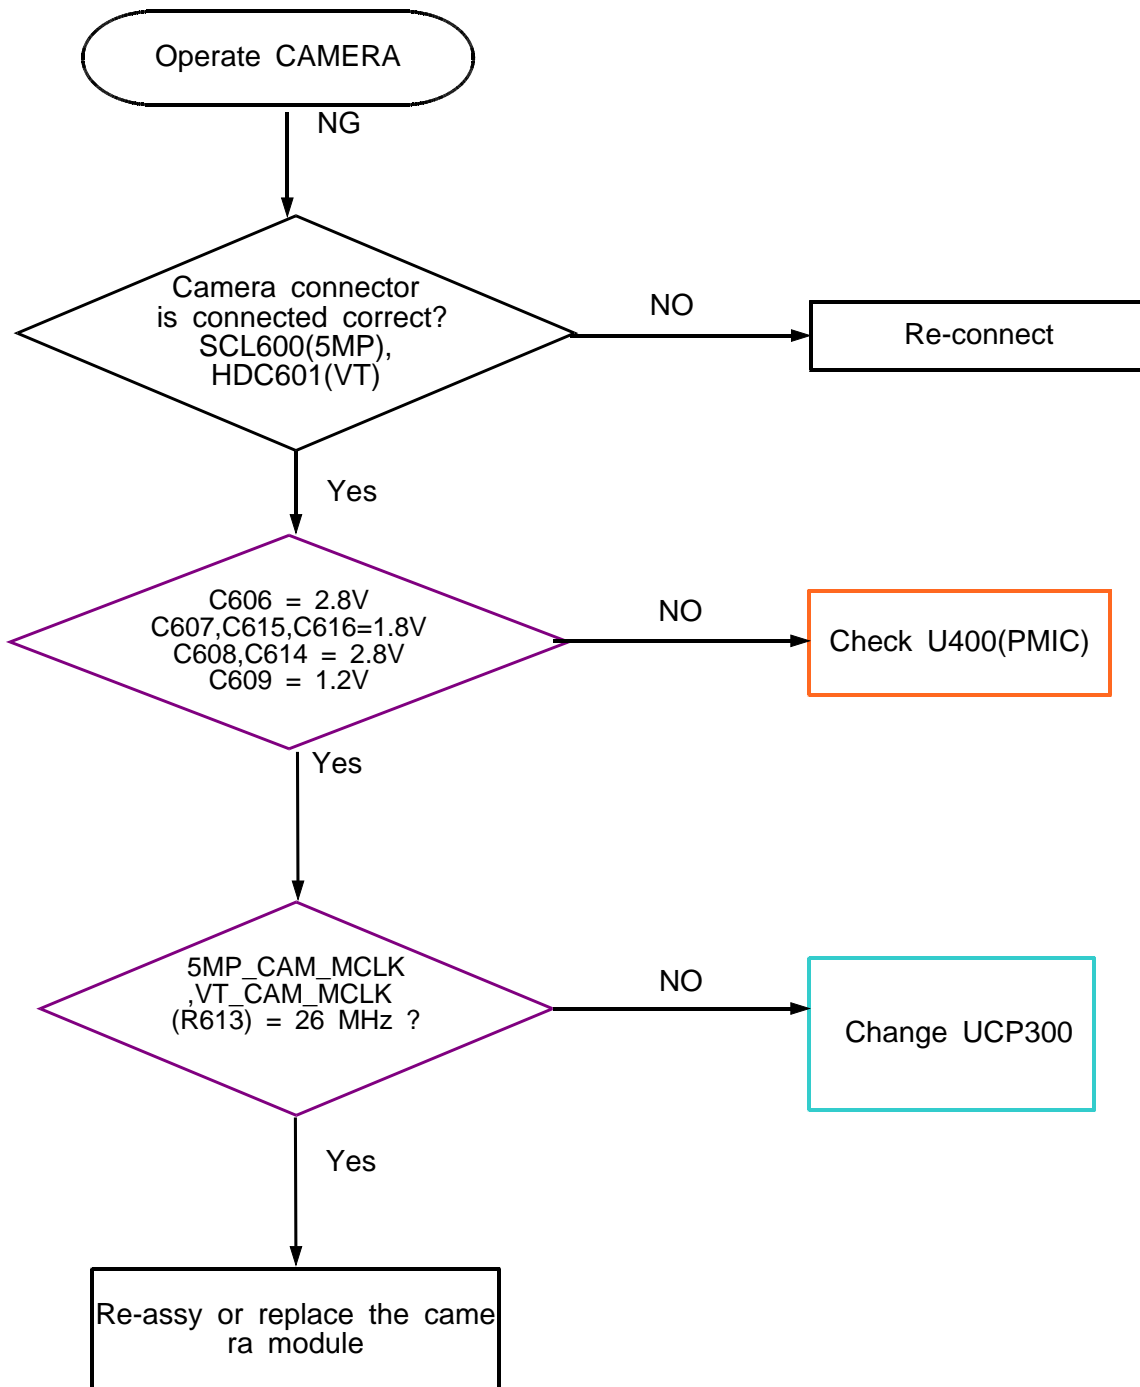 Operate CAMERA
NG
Camera connector
is connected correct?
SCL600(5MP),
HDC601(VT)
NO
Re-connect
Yes
C606 = 2.8V
C607,C615,C616=1.8V
C608,C614 = 2.8V
C609 = 1.2V
NO
Check U400(PMIC)
Yes
5MP_CAM_MCLK
,VT_CAM_MCLK
(R613) = 26 MHz ?
NO
Change UCP300
Yes
Re-assy or replace the came
ra module